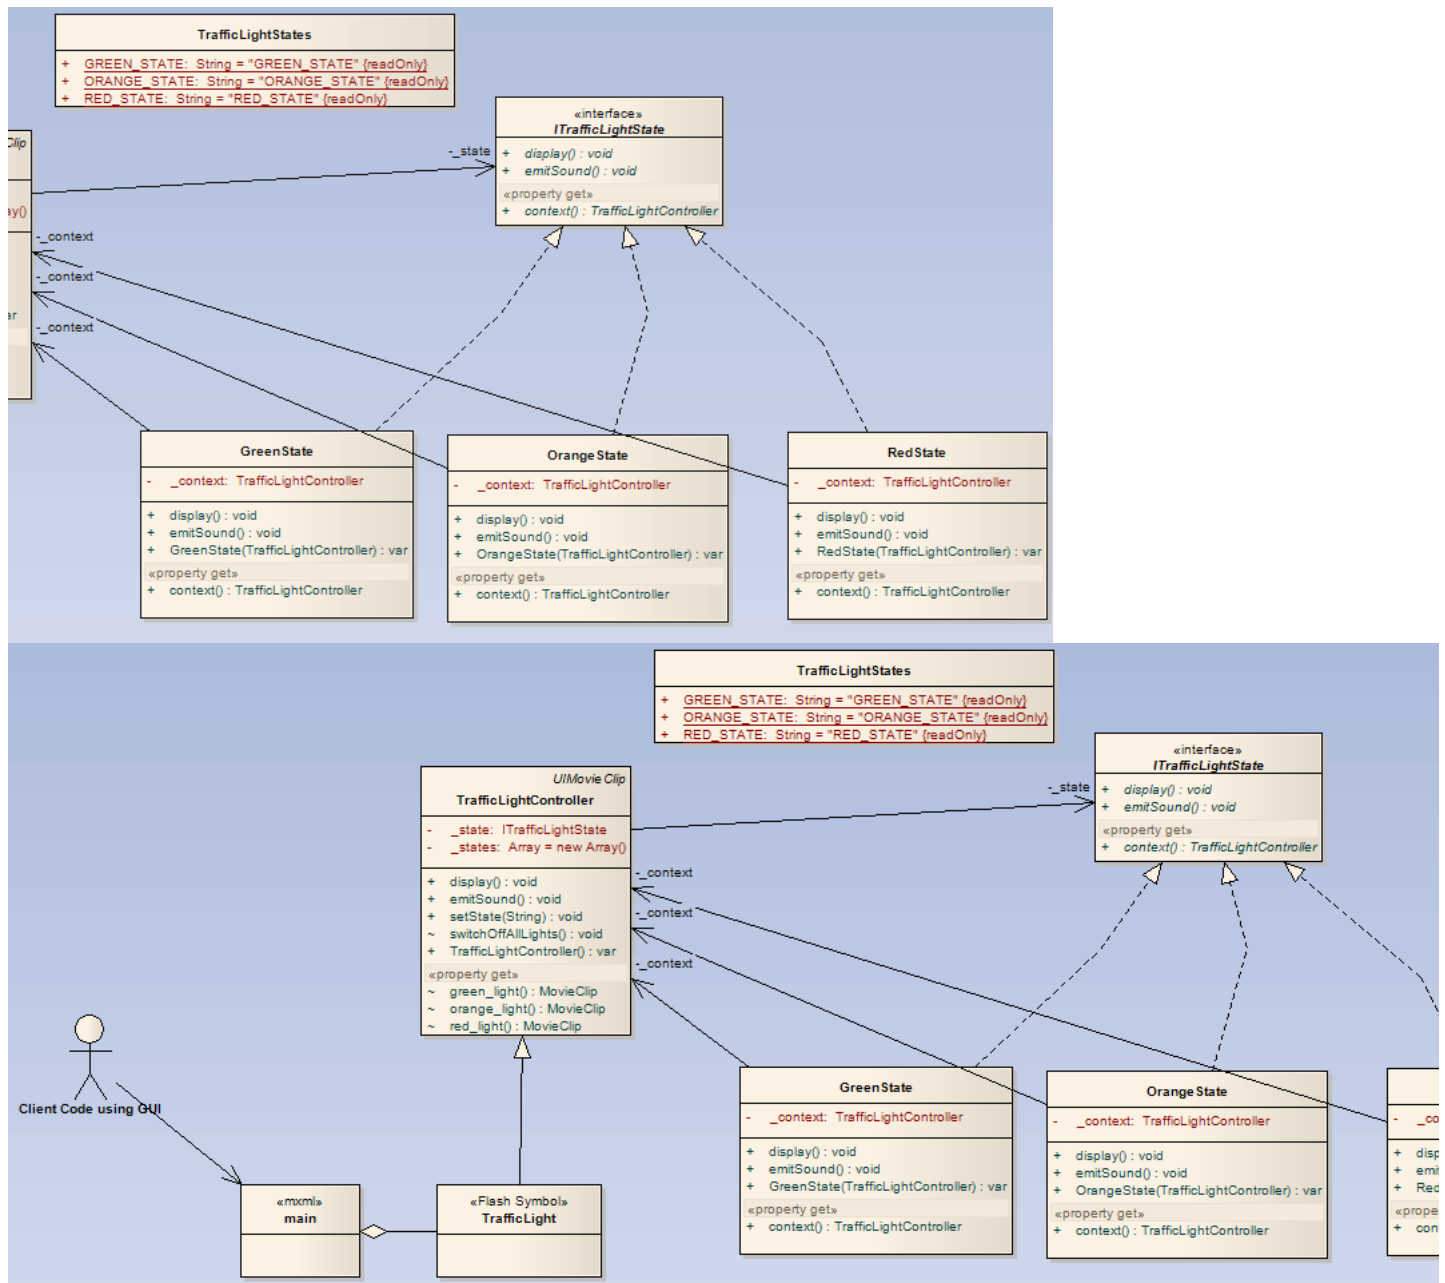 TrafficLightStates
+ GREEN_STATE: String = "GREEN_STATE" {readOnly}
+ ORANGE_STATE: String = "ORANGE_STATE" {readOnly}
+ RED_STATE: String = "RED_STATE" {readOnly}
«interface»
ITrafficLightState
+ display() : void
+ emitSound() : void
«property get»
+ context() : TrafficLightController
-_state
-_context
-_context
-_context
GreenState
- _context: TrafficLightController
+ display() : void
+ emitSound() : void
+ GreenState(TrafficLightController) : var
«property get»
+ context() : TrafficLightController
OrangeState
- _context: TrafficLightController
+ display() : void
+ emitSound() : void
+ OrangeState(TrafficLightController) : var
«property get»
+ context() : TrafficLightController
RedState
- _context: TrafficLightController
+ display() : void
+ emitSound() : void
+ RedState(TrafficLightController) : var
«property get»
+ context() : TrafficLightController
TrafficLightStates
+ GREEN_STATE: String = "GREEN_STATE" {readOnly}
+ ORANGE_STATE: String = "ORANGE_STATE" {readOnly}
+ RED_STATE: String = "RED_STATE" {readOnly}
«interface»
ITrafficLightState
+ display() : void
+ emitSound() : void
«property get»
+ context() : TrafficLightController
UIMovieClip
TrafficLightController
- _state: ITrafficLightState
- _states: Array = new Array()
+ display() : void
+ emitSound() : void
+ setState(String) : void
~ switchOffAllLights() : void
+ TrafficLightController() : var
«property get»
~ green_light() : MovieClip
~ orange_light() : MovieClip
~ red_light() : MovieClip
-_state
-_context
-_context
-_context
Client Code using GUI
«mxml»
main
«Flash Symbol»
TrafficLight
GreenState
- _context: TrafficLightController
+ display() : void
+ emitSound() : void
+ GreenState(TrafficLightController) : var
«property get»
+ context() : TrafficLightController
OrangeState
- _context: TrafficLightController
+ display() : void
+ emitSound() : void
+ OrangeState(TrafficLightController) : var
«property get»
+ context() : TrafficLightController